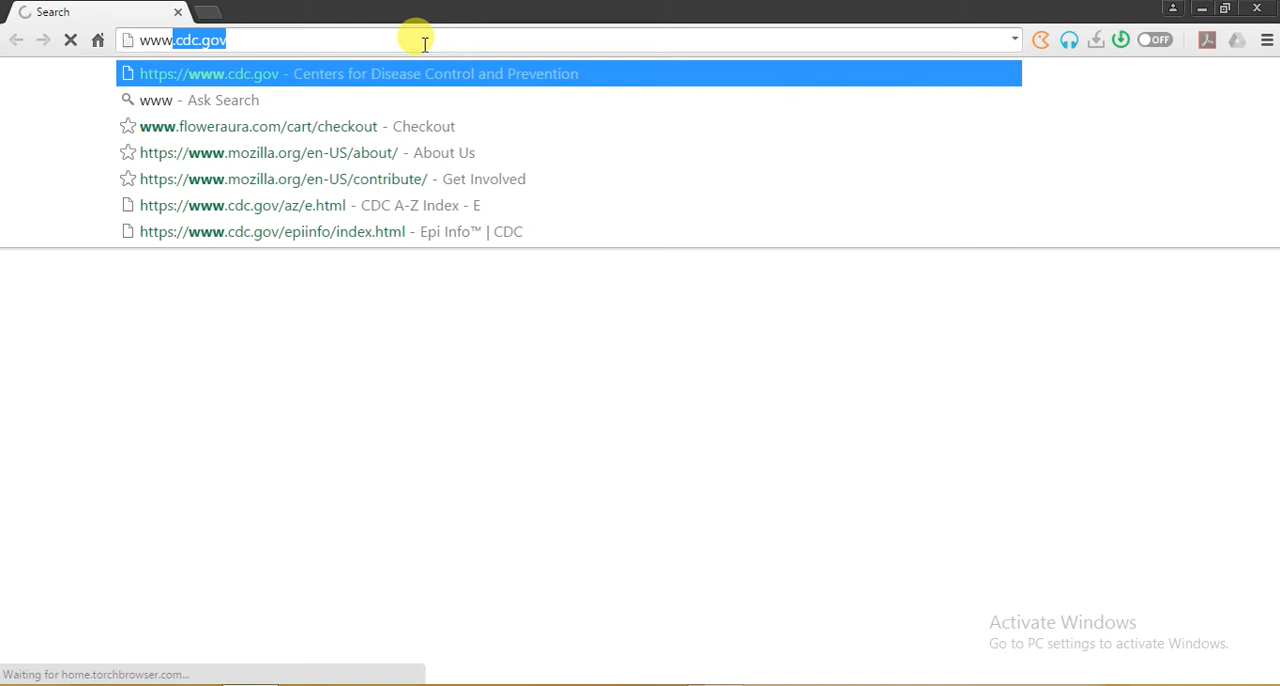 Search
www.cdc.gov
OFF
https://www.cdc.gov - Centers for Disease Control and Prevention
www - Ask Search
www.floweraura.com/cart/checkout - Checkout
https://www.mozilla.org/en-US/about/ - About Us
https://www.mozilla.org/en-US/contribute/ - Get Involved
https://www.cdc.gov/az/e.html - CDC A-Z Index - E
https://www.cdc.gov/epiinfo/index.html - Epi Info™ | CDC
Activate Windows
Go to PC settings to activate Windows.
Waiting for home.torchbrowser.com...